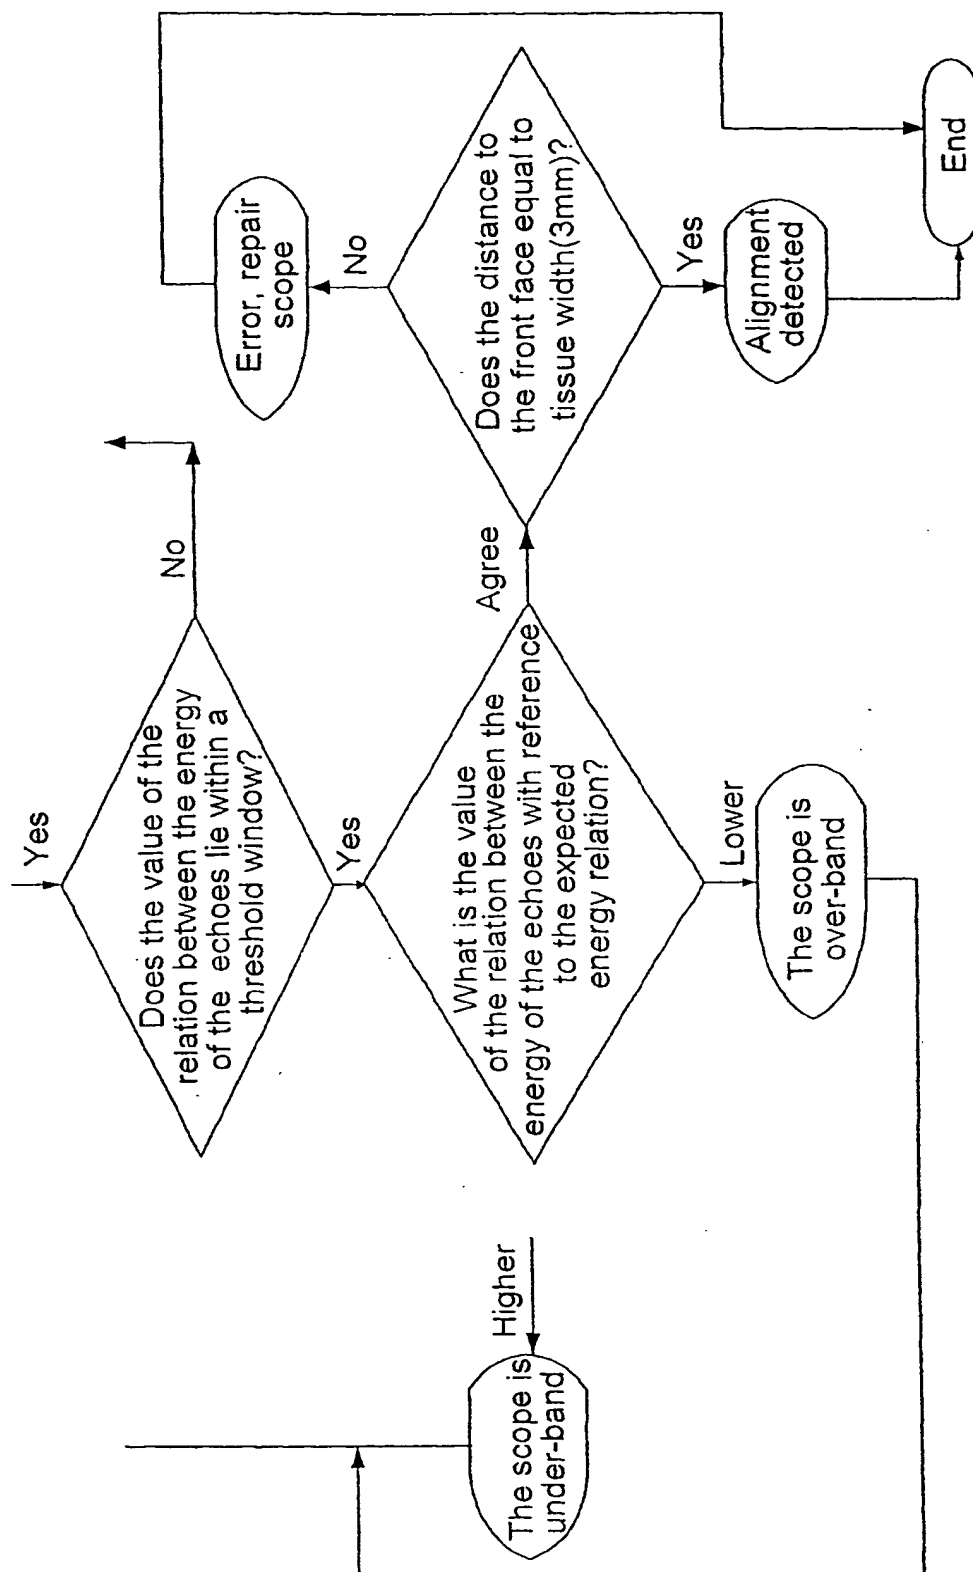 Yes
Does the value of the
relation between the energy
of the echoes lie within a
threshold window?
No
Yes
What is the value
of the relation between the
energy of the echoes with reference
to the expected
energy relation?
Higher
The scope is
under-band
Lower
The scope is
over-band
Agree
Does the distance to
the front face equal to
tissue width(3mm)?
No
Error, repair
scope
Yes
Alignment
detected
End